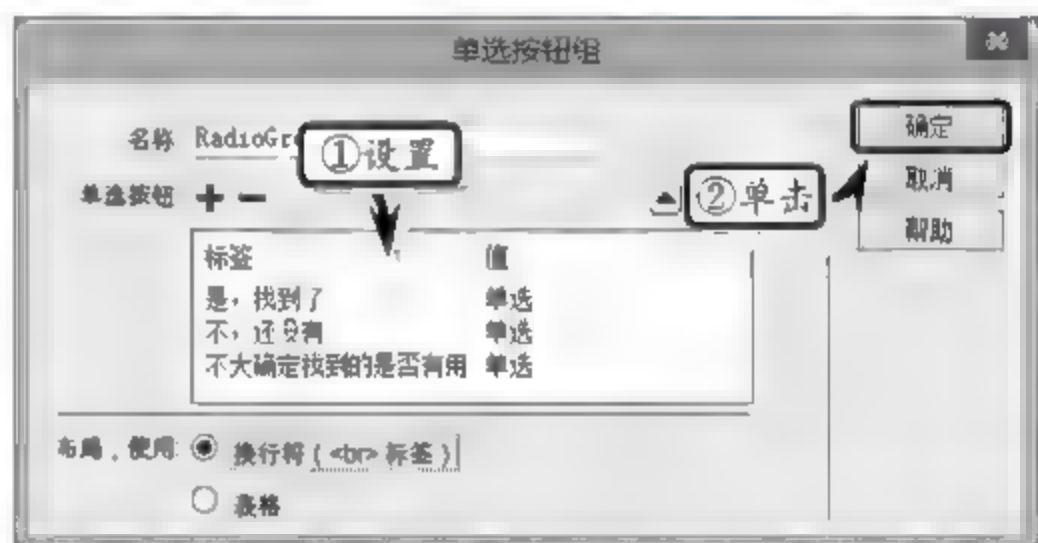 单选按钮组
名称 RadioGr
①设置
确定
单选按钮
②单击
取消
帮助
标签 值
是，找到了 单选
不，还没有 单选
不大确定找到的是否有用 单选
布局，使用: 换行符 ( <br> 标签 )
表格